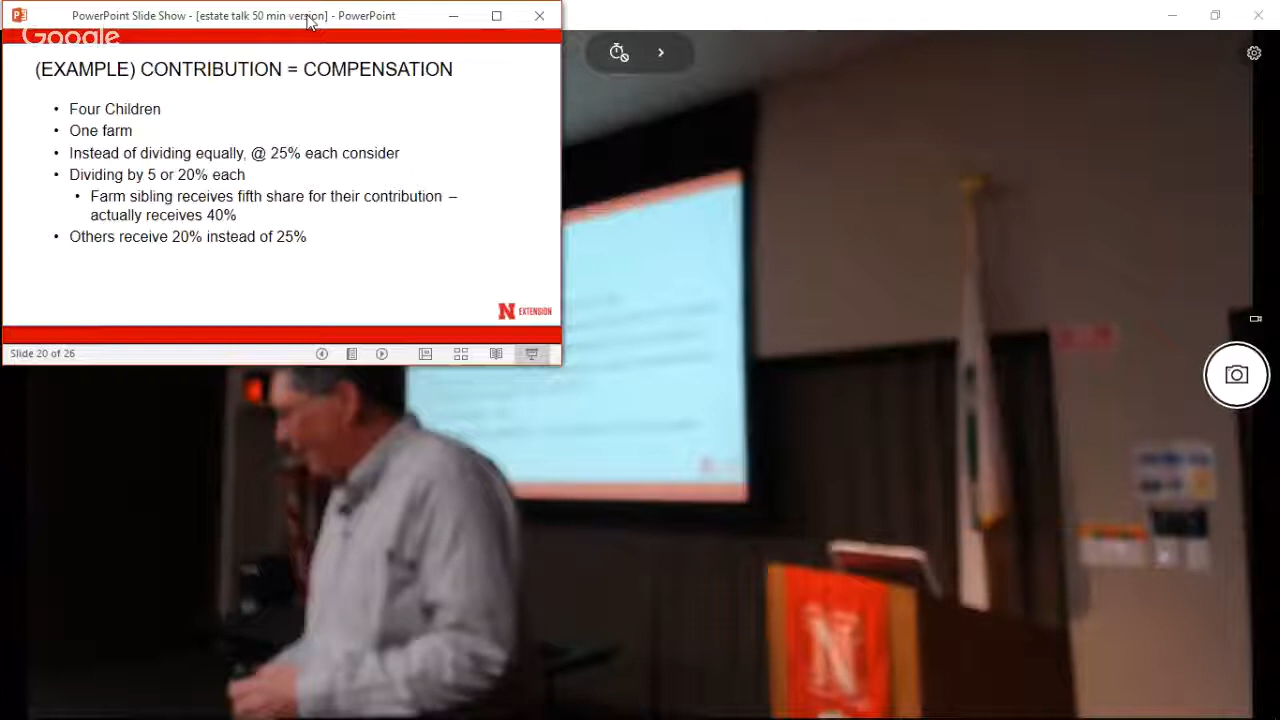 PowerPoint Slide Show - [estate talk 50 min version] - PowerPoint
Google
(EXAMPLE) CONTRIBUTION = COMPENSATION
• Four Children
• One farm
• Instead of dividing equally, @ 25% each consider
• Dividing by 5 or 20% each
• Farm sibling receives fifth share for their contribution –
actually receives 40%
• Others receive 20% instead of 25%
N EXTENSION
Slide 20 of 26
N